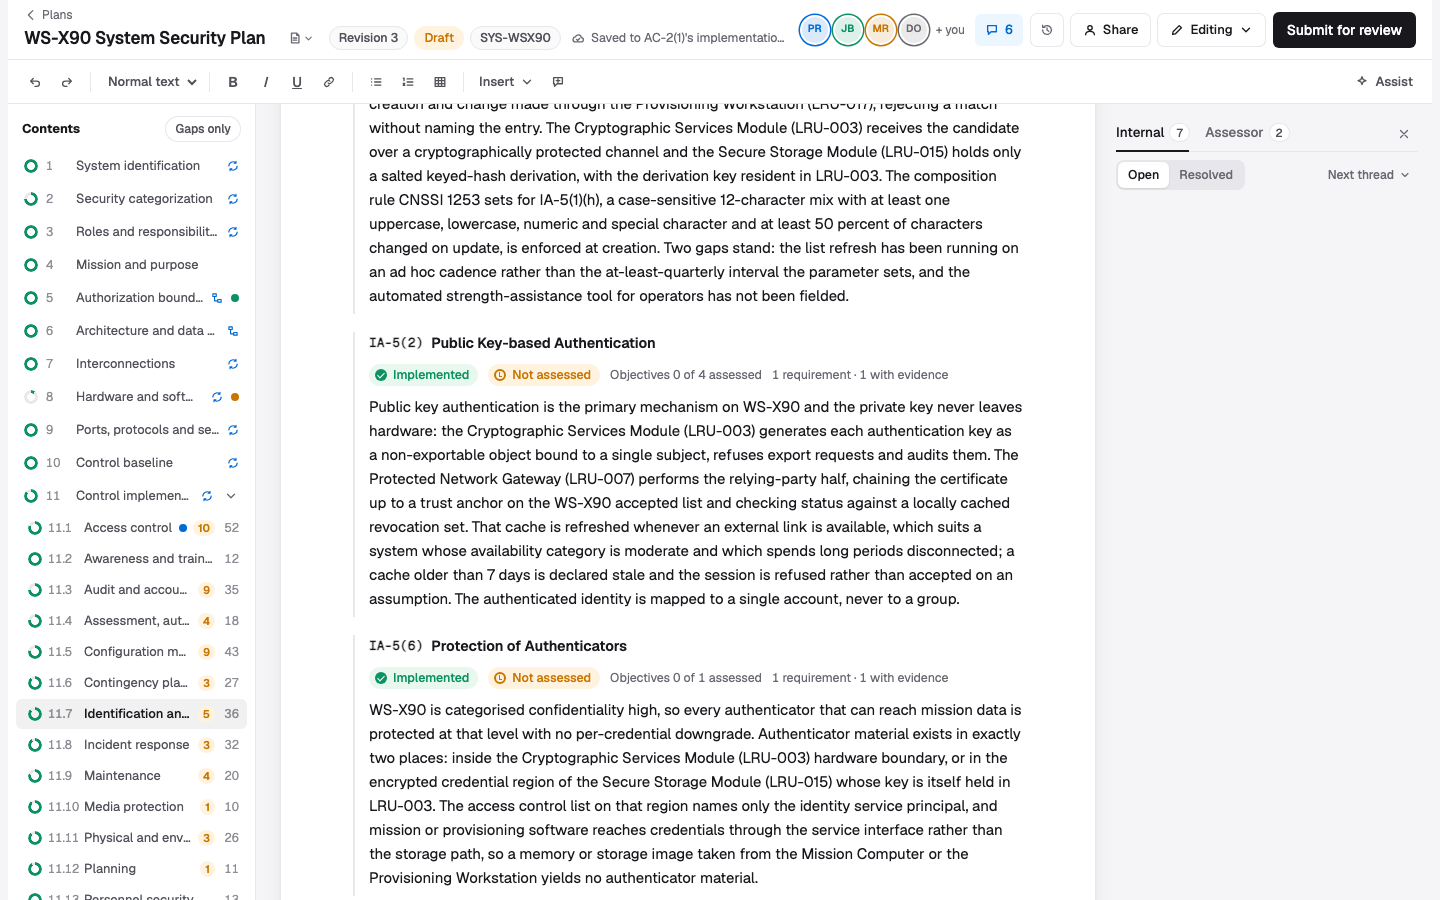 Plans
WS-X90 System Security Plan
Revision 3
Draft
SYS-WSX90
Saved to AC-2(1)'s implementatio...
PR
JB
MR
DO
+ you
6
Share
Editing
Submit for review
Normal text
B
I
U
Insert
Assist
Contents
Gaps only
1 System identification
2 Security categorization
3 Roles and responsibilit...
4 Mission and purpose
5 Authorization bound...
6 Architecture and data ...
7 Interconnections
8 Hardware and soft...
9 Ports, protocols and se...
10 Control baseline
11 Control implemen...
11.1 Access control 10 52
11.2 Awareness and train... 12
11.3 Audit and accou... 9 35
11.4 Assessment, aut... 4 18
11.5 Configuration m... 9 43
11.6 Contingency pla... 3 27
11.7 Identification an... 5 36
11.8 Incident response 3 32
11.9 Maintenance 4 20
11.10 Media protection 1 10
11.11 Physical and env... 3 26
11.12 Planning 1 11
11.13 Personnel security 13
creation and change made through the Provisioning Workstation (LRU-017), rejecting a match
without naming the entry. The Cryptographic Services Module (LRU-003) receives the candidate
over a cryptographically protected channel and the Secure Storage Module (LRU-015) holds only
a salted keyed-hash derivation, with the derivation key resident in LRU-003. The composition
rule CNSSI 1253 sets for IA-5(1)(h), a case-sensitive 12-character mix with at least one
uppercase, lowercase, numeric and special character and at least 50 percent of characters
changed on update, is enforced at creation. Two gaps stand: the list refresh has been running on
an ad hoc cadence rather than the at-least-quarterly interval the parameter sets, and the
automated strength-assistance tool for operators has not been fielded.
IA-5(2) Public Key-based Authentication
Implemented
Not assessed
Objectives 0 of 4 assessed
1 requirement · 1 with evidence
Public key authentication is the primary mechanism on WS-X90 and the private key never leaves
hardware: the Cryptographic Services Module (LRU-003) generates each authentication key as
a non-exportable object bound to a single subject, refuses export requests and audits them. The
Protected Network Gateway (LRU-007) performs the relying-party half, chaining the certificate
up to a trust anchor on the WS-X90 accepted list and checking status against a locally cached
revocation set. That cache is refreshed whenever an external link is available, which suits a
system whose availability category is moderate and which spends long periods disconnected; a
cache older than 7 days is declared stale and the session is refused rather than accepted on an
assumption. The authenticated identity is mapped to a single account, never to a group.
IA-5(6) Protection of Authenticators
Implemented
Not assessed
Objectives 0 of 1 assessed
1 requirement · 1 with evidence
WS-X90 is categorised confidentiality high, so every authenticator that can reach mission data is
protected at that level with no per-credential downgrade. Authenticator material exists in exactly
two places: inside the Cryptographic Services Module (LRU-003) hardware boundary, or in the
encrypted credential region of the Secure Storage Module (LRU-015) whose key is itself held in
LRU-003. The access control list on that region names only the identity service principal, and
mission or provisioning software reaches credentials through the service interface rather than
the storage path, so a memory or storage image taken from the Mission Computer or the
Provisioning Workstation yields no authenticator material.
Internal 7
Assessor 2
Open
Resolved
Next thread